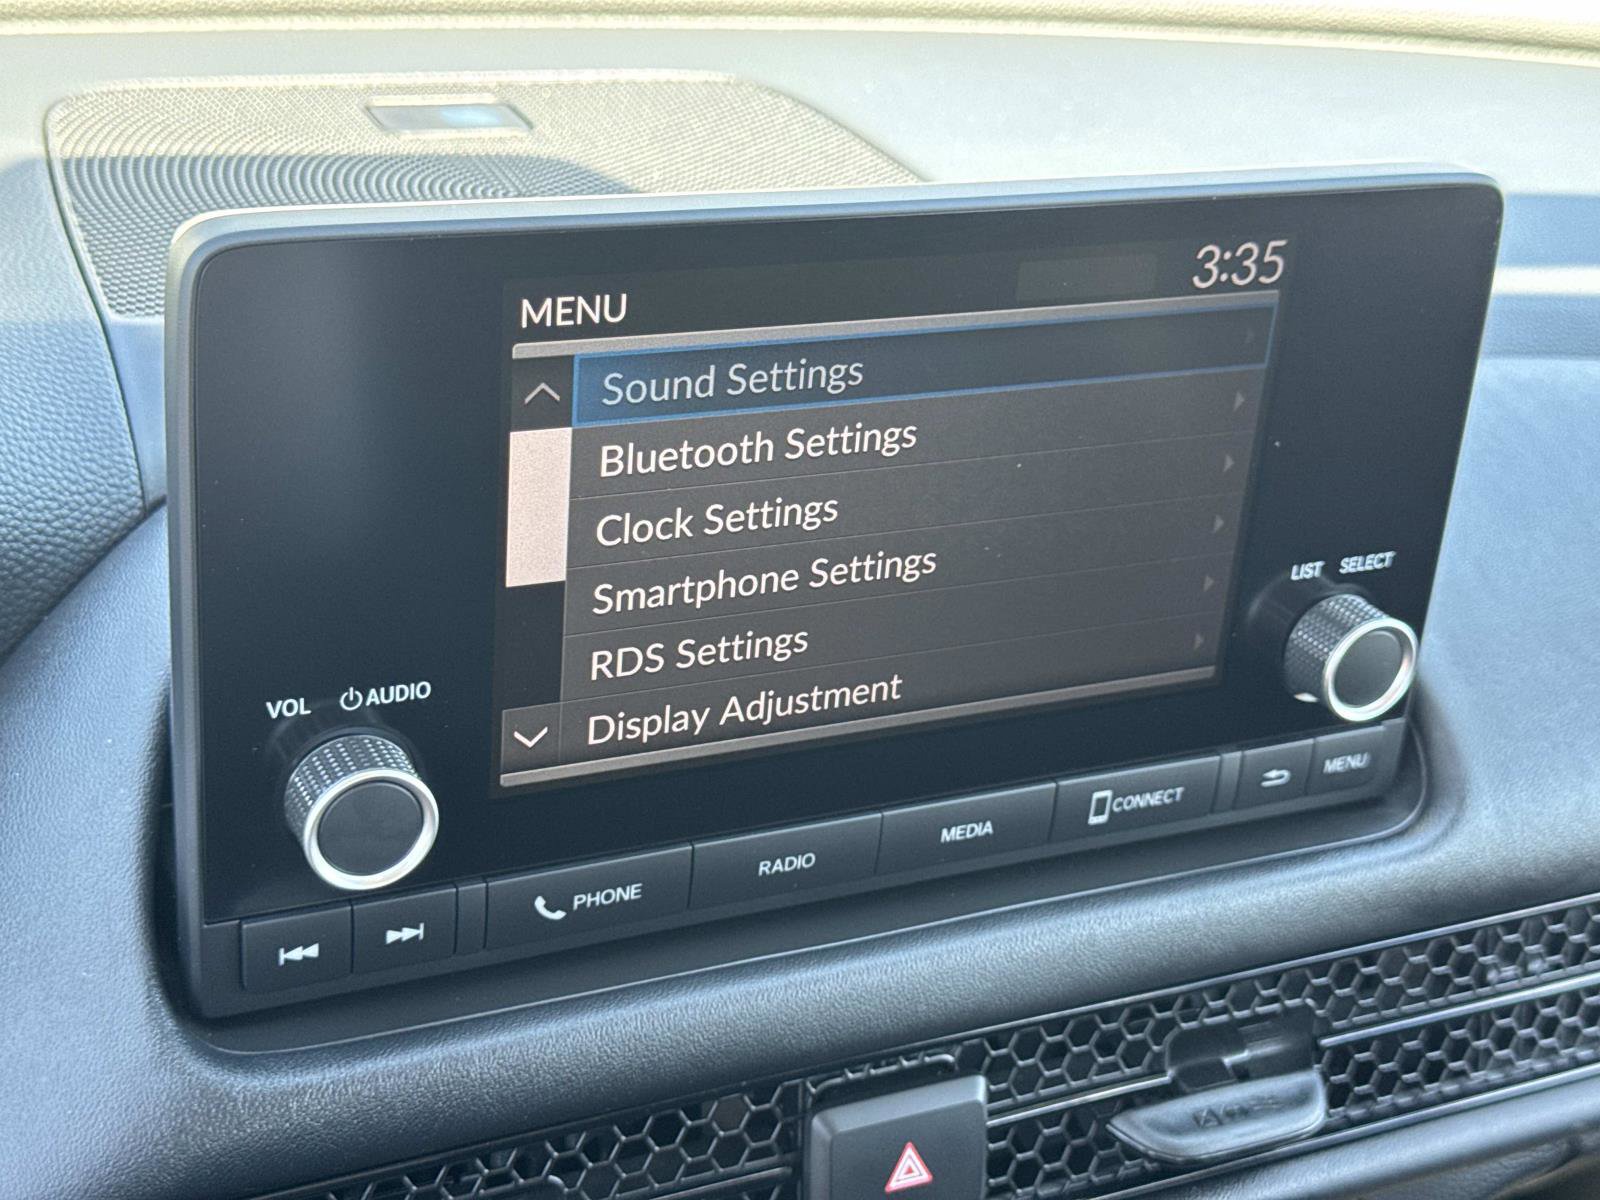 MENU
3:35
Sound Settings
Bluetooth Settings
Clock Settings
Smartphone Settings
RDS Settings
Display Adjustment
LIST SELECT
VOL AUDIO
PHONE
RADIO
MEDIA
CONNECT
MENU